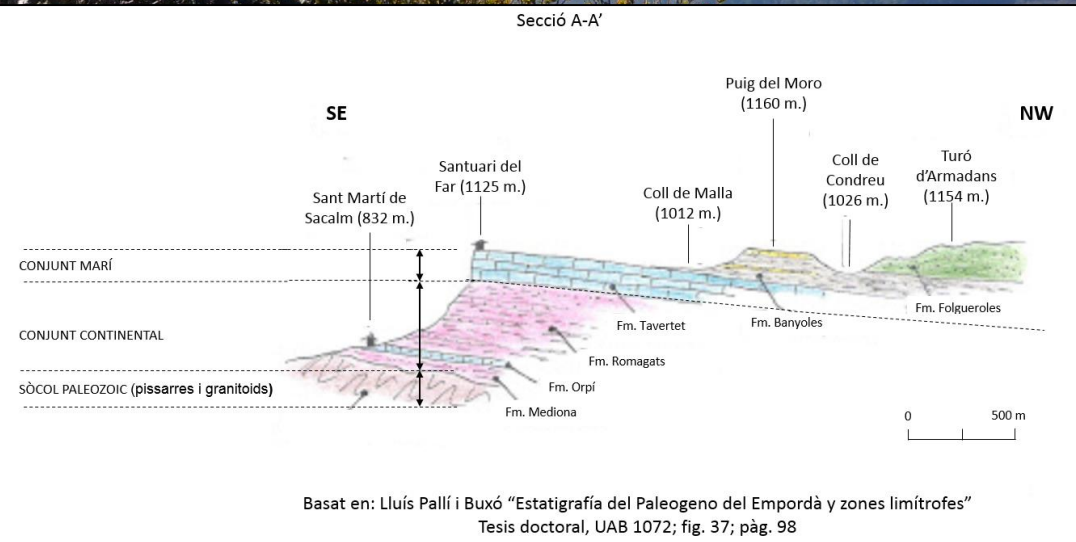 Secció A-A’
Puig del Moro
(1160 m.)
SE
NW
Santuari del
Far (1125 m.)
Coll de
Condreu
(1026 m.)
Turó
d’Armadans
(1154 m.)
Sant Martí de
Sacalm (832 m.)
Coll de Malla
(1012 m.)
CONJUNT MARÍ
Fm. Folgueroles
Fm. Tavertet
Fm. Banyoles
CONJUNT CONTINENTAL
Fm. Romagats
SÒCOL PALEOZOIC (pissarres i granitoids)
Fm. Orpí
Fm. Mediona
0
500 m
Basat en: Lluís Pallí i Buxó “Estatigrafía del Paleogeno del Empordà y zones limítrofes”
Tesis doctoral, UAB 1072; fig. 37; pàg. 98